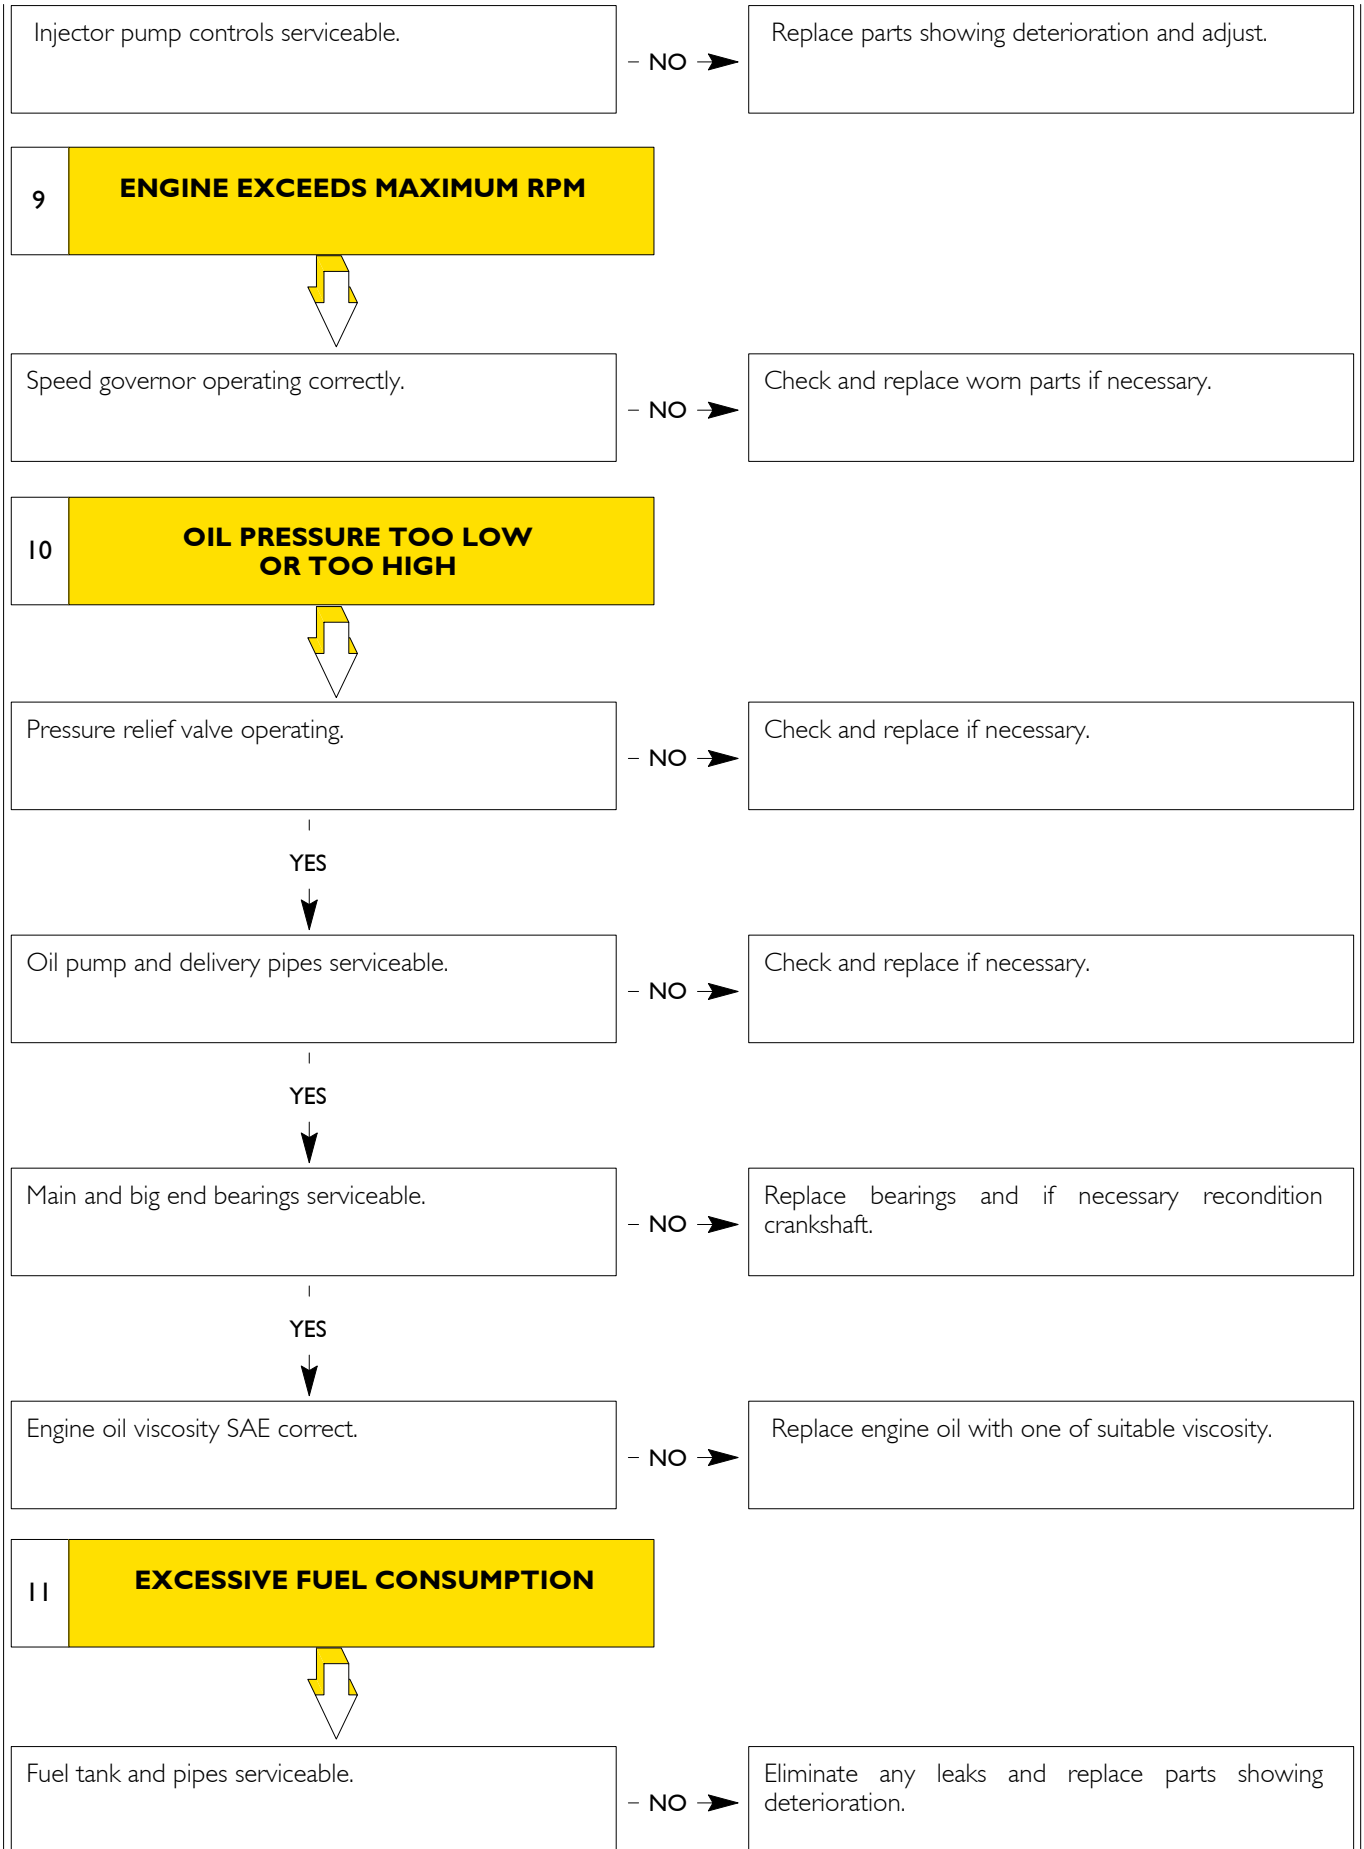 Injector pump controls serviceable.
– NO
Replace parts showing deterioration and adjust.
9
ENGINE EXCEEDS MAXIMUM RPM
Speed governor operating correctly.
– NO
Check and replace worn parts if necessary.
10
OIL PRESSURE TOO LOW
OR TOO HIGH
Pressure relief valve operating.
– NO
Check and replace if necessary.
YES
Oil pump and delivery pipes serviceable.
– NO
Check and replace if necessary.
YES
Main and big end bearings serviceable.
– NO
Replace bearings and if necessary recondition
crankshaft.
YES
Engine oil viscosity SAE correct.
– NO
Replace engine oil with one of suitable viscosity.
11
EXCESSIVE FUEL CONSUMPTION
Fuel tank and pipes serviceable.
– NO
Eliminate any leaks and replace parts showing
deterioration.